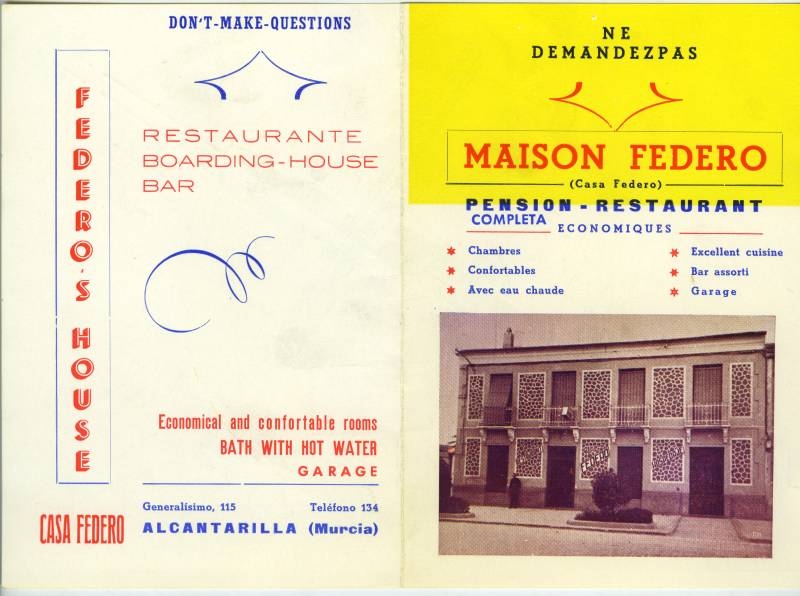 DON'T-MAKE-QUESTIONS
FEDERO'S HOUSE
RESTAURANTE
BOARDING-HOUSE
BAR
Economical and confortable rooms
BATH WITH HOT WATER
GARAGE
CASA FEDERO
Generalísimo, 115 Teléfono 134
ALCANTARILLA (Murcia)
NE
DEMANDEZPAS
MAISON FEDERO
(Casa Federo)
PENSION - RESTAURANT
COMPLETA
ECONOMIQUES
Chambres
Confortables
Avec eau chaude
Excellent cuisine
Bar assorti
Garage